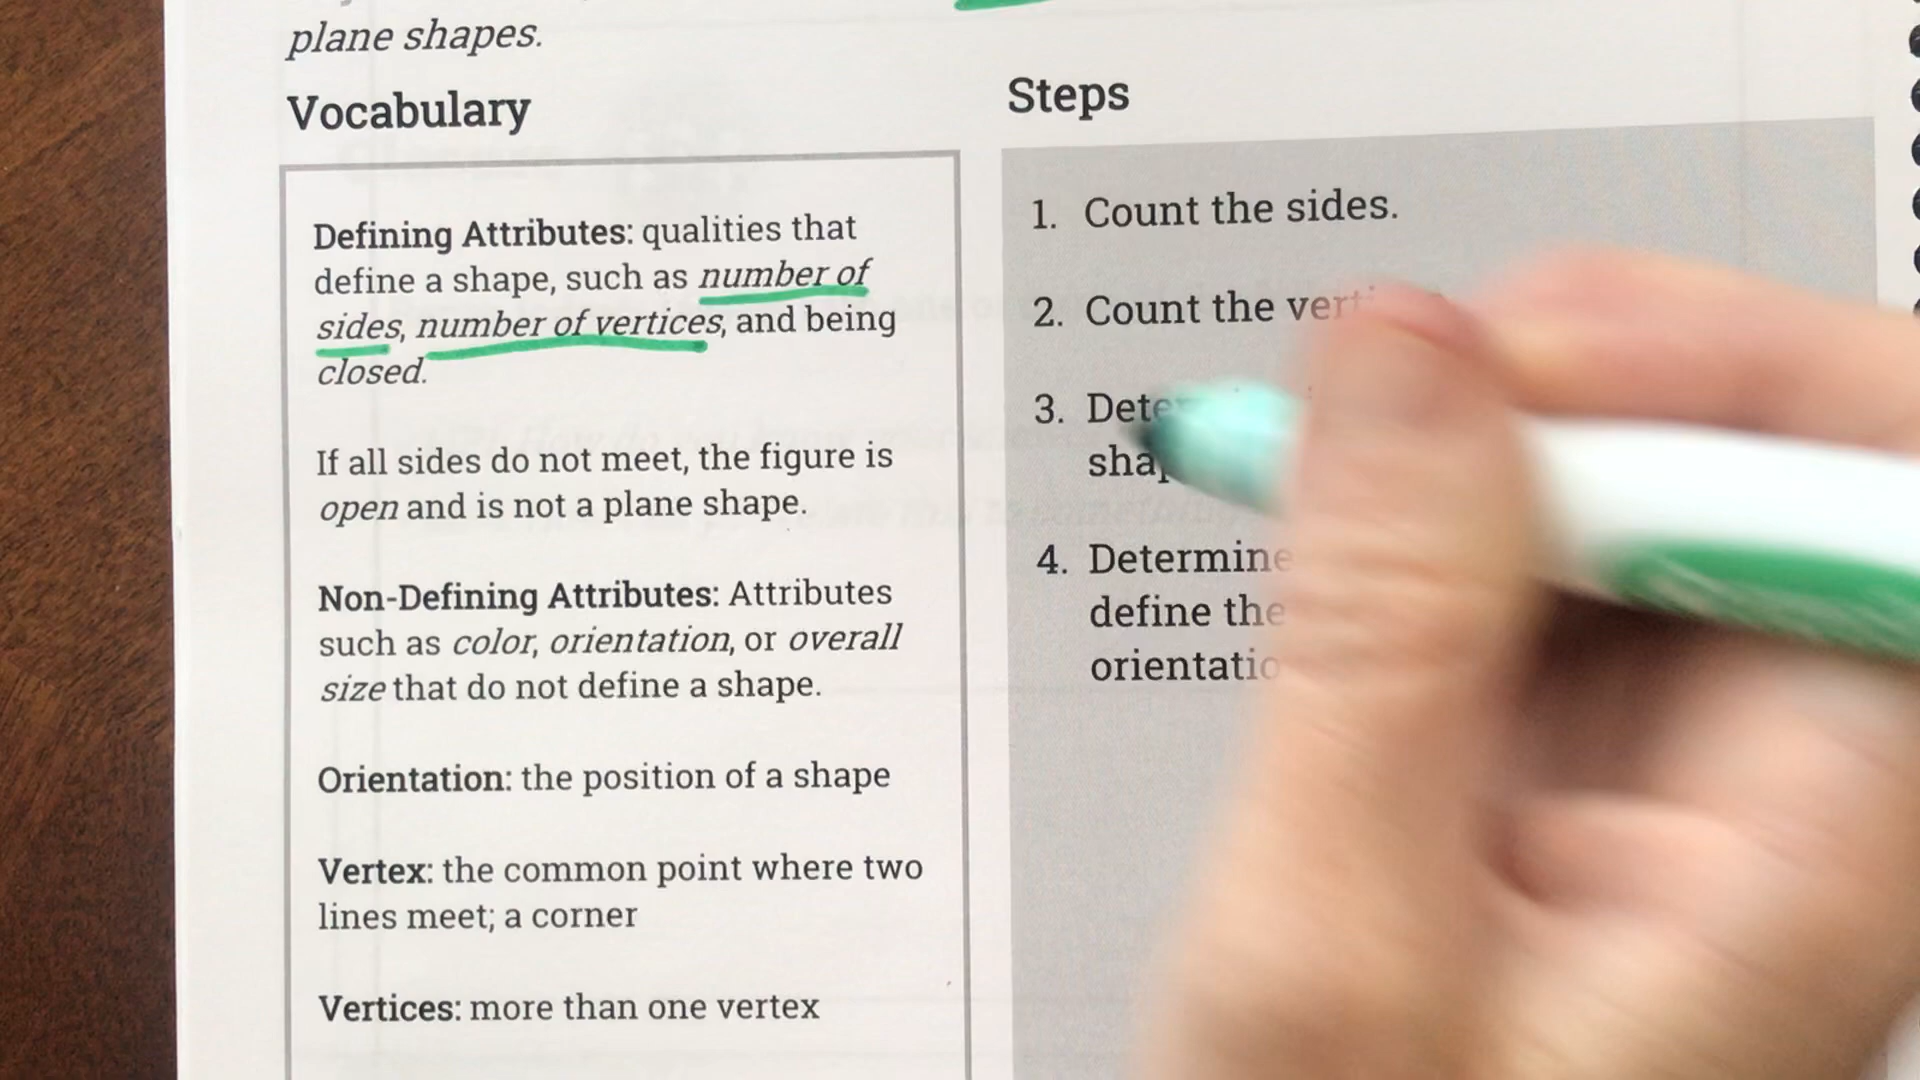 plane shapes.
Vocabulary
Defining Attributes: qualities that
define a shape, such as number of
sides, number of vertices, and being
closed.
If all sides do not meet, the figure is
open and is not a plane shape.
Non-Defining Attributes: Attributes
such as color, orientation, or overall
size that do not define a shape.
Orientation: the position of a shape
Vertex: the common point where two
lines meet; a corner
Vertices: more than one vertex
Steps
1. Count the sides.
2. Count the
3.
4. Determine
define the